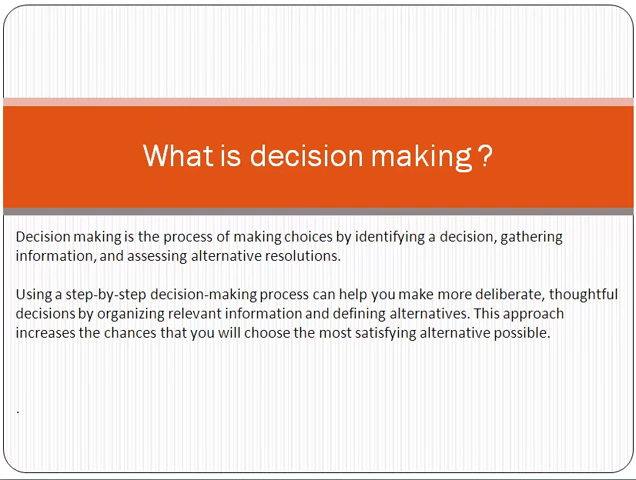 What is decision making ?
Decision making is the process of making choices by identifying a decision, gathering
information, and assessing alternative resolutions.
Using a step-by-step decision-making process can help you make more deliberate, thoughtful
decisions by organizing relevant information and defining alternatives. This approach
increases the chances that you will choose the most satisfying alternative possible.
.